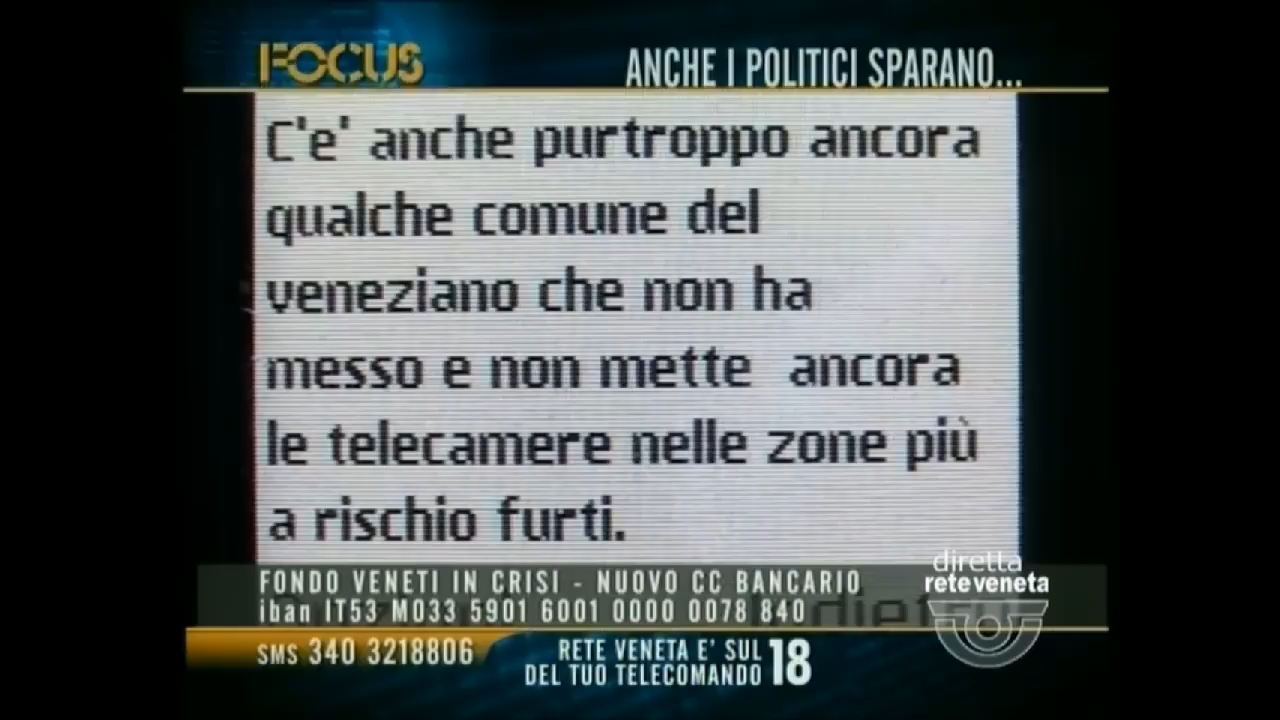 FOCUS
ANCHE I POLITICI SPARANO...
C'e' anche purtroppo ancora
qualche comune del
veneziano che non ha
messo e non mette ancora
le telecamere nelle zone più
a rischio furti.
FONDO VENETI IN CRISI - NUOVO CC BANCARIO
iban IT53 M033 5901 6001 0000 0078 840
diretta
reteveneta
SMS 340 3218806
RETE VENETA E' SUL
DEL TUO TELECOMANDO 18